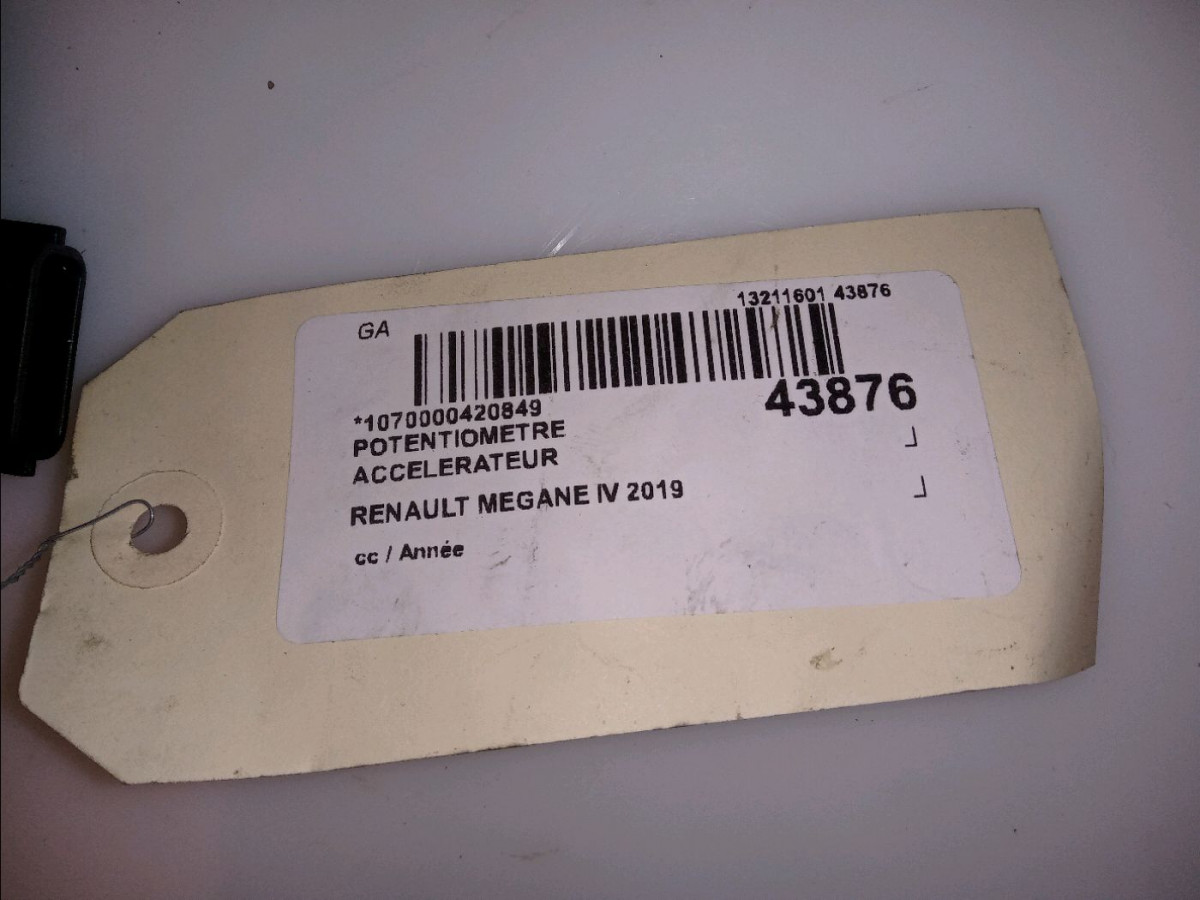 GA
13211601 43876
*1070000420849
43876
POTENTIOMETRE
ACCELERATEUR
RENAULT MEGANE IV 2019
cc / Année